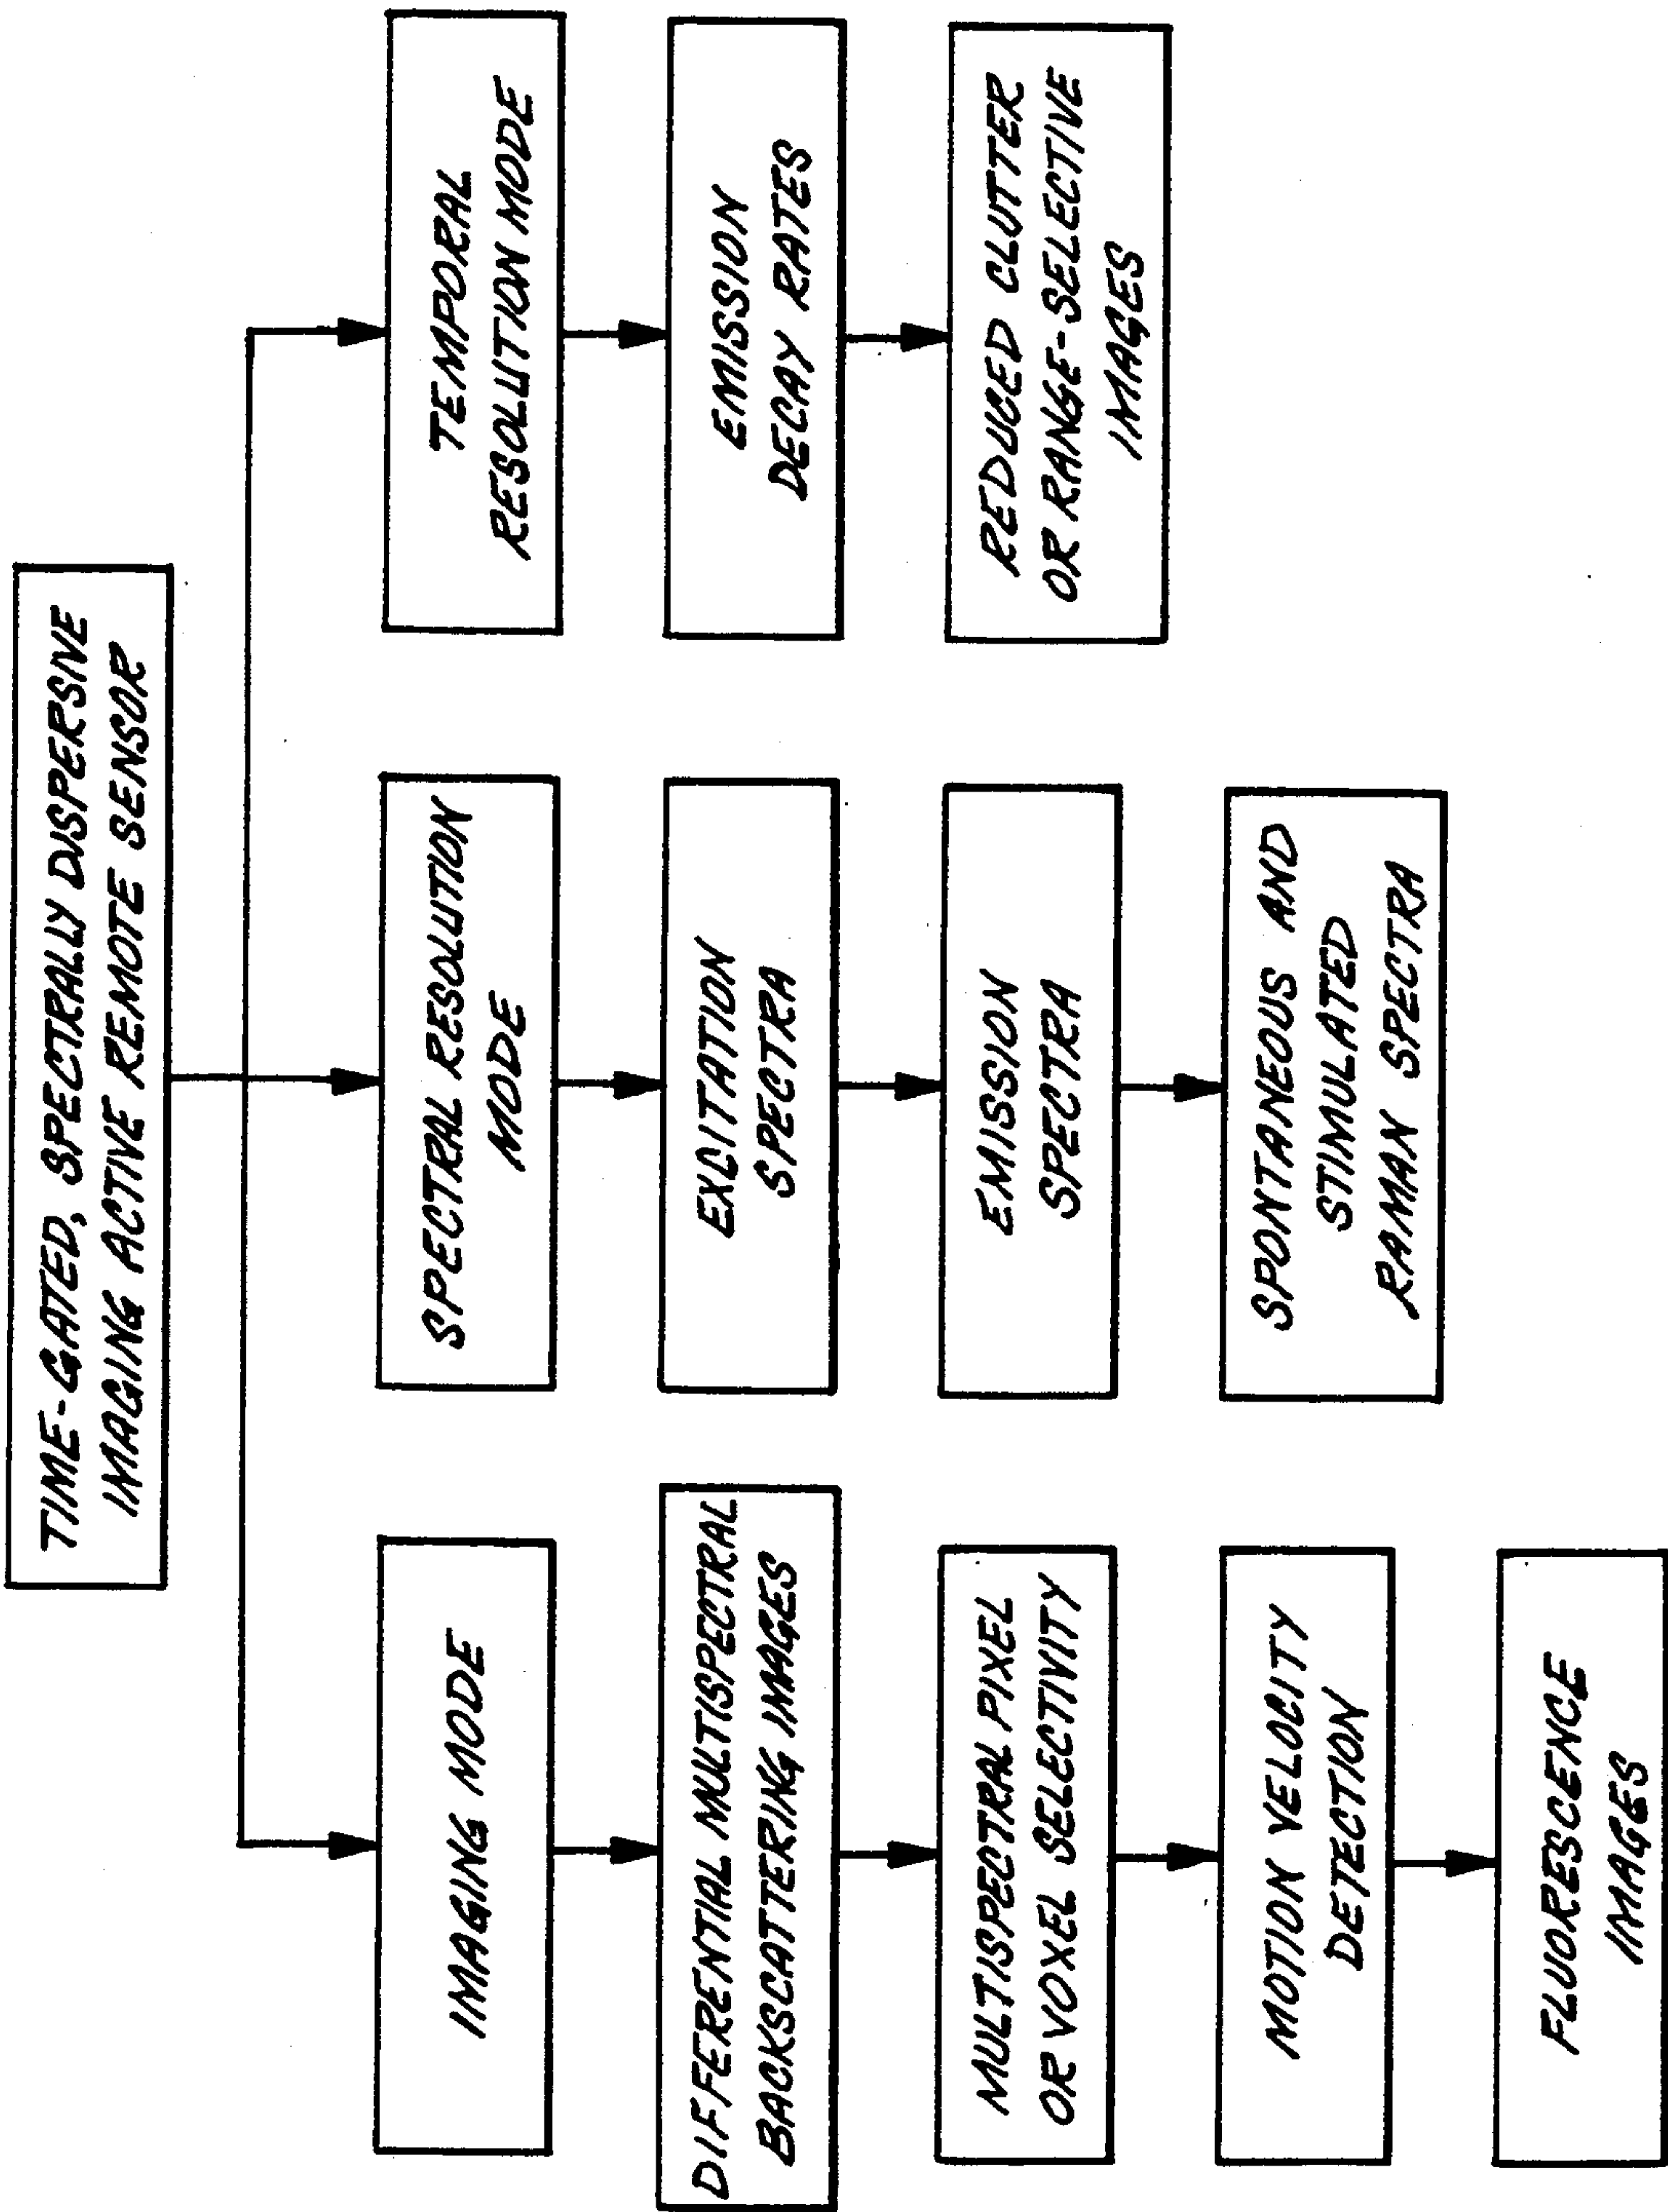 TIME-GATED, SPECTRALLY DISPERSIVE
IMAGING ACTIVE REMOTE SENSOR
IMAGING MODE
DIFFERENTIAL MULTISPECTRAL
BACKSCATTERING IMAGES
MULTISPECTRAL PIXEL
OR VOXEL SELECTIVITY
MOTION VELOCITY
DETECTION
FLUORESCENCE
IMAGES
SPECTRAL RESOLUTION
MODE
EXCITATION
SPECTRA
EMISSION
SPECTRA
SPONTANEOUS AND
STIMULATED
RAMAN SPECTRA
TEMPORAL
RESOLUTION MODE
EMISSION
DECAY RATES
REDUCED CLUTTER
OR RANGE-SELECTIVE
IMAGES